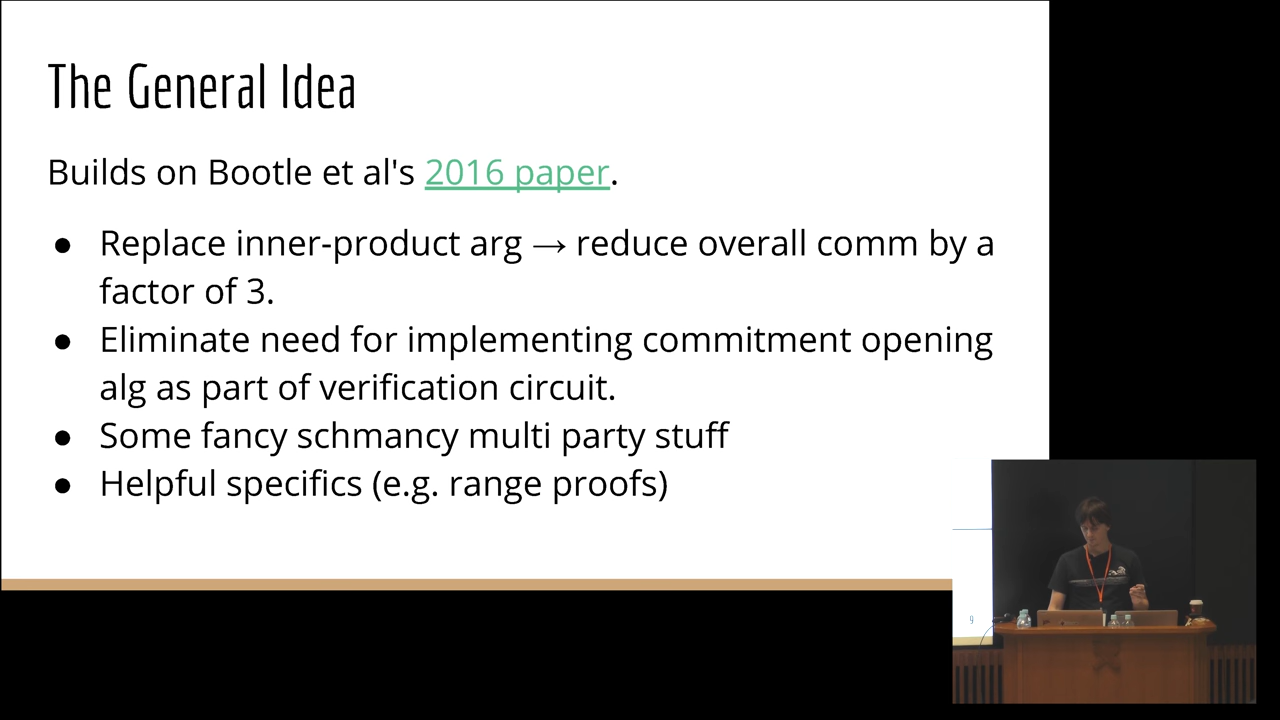 The General Idea
Builds on Bootle et al's 2016 paper.
● Replace inner-product arg → reduce overall comm by a
factor of 3.
● Eliminate need for implementing commitment opening
alg as part of verification circuit.
● Some fancy schmancy multi party stuff
● Helpful specifics (e.g. range proofs)
9